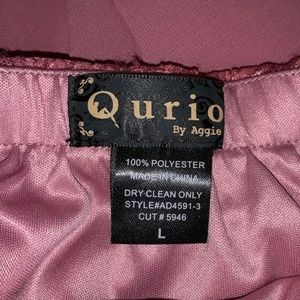 Qurio
By Aggie
100% POLYESTER
MADE IN CHINA
DRY CLEAN ONLY
STYLE#AD4591-3
CUT # 5946
L